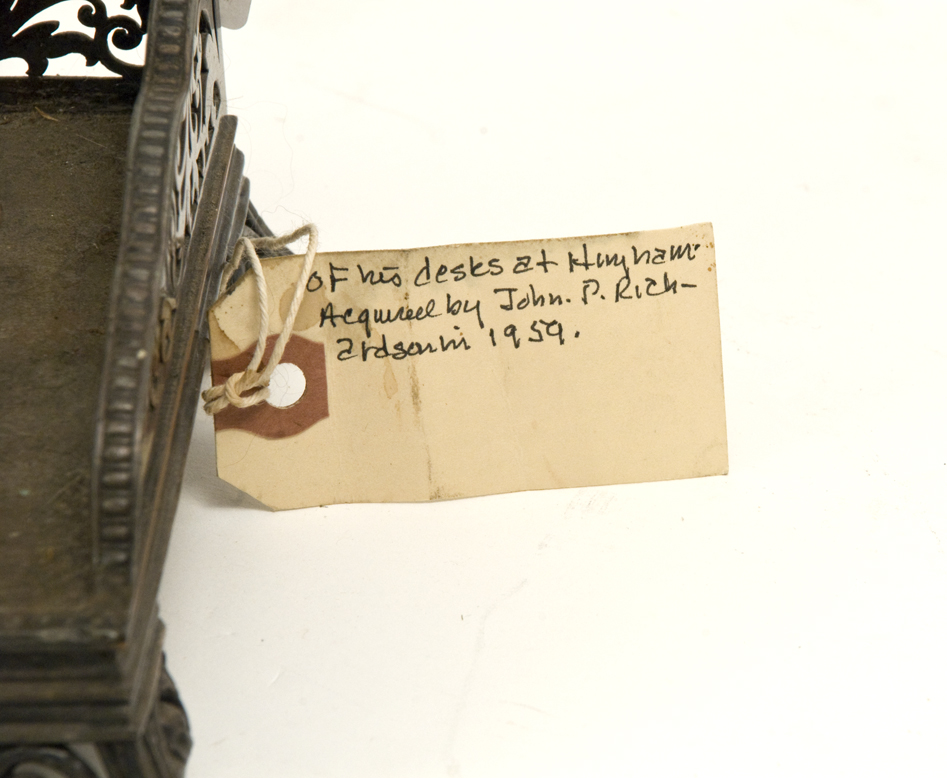 of his desks at Hingham.
Acquired by John. P. Rich-
ardson in 1959.